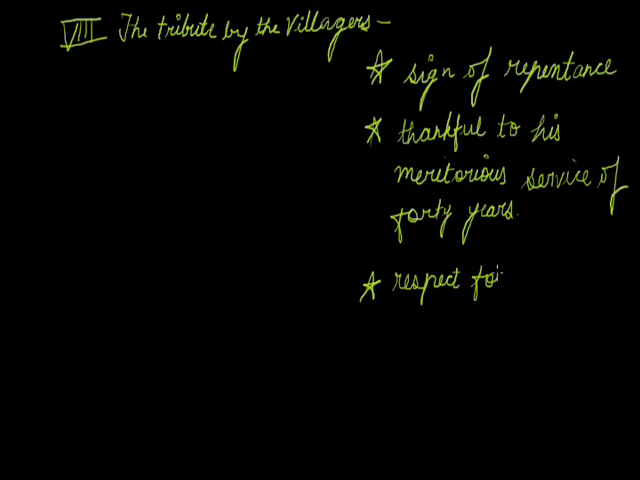 VIII The tribute by the Villagers -
☆ sign of repentance
☆ thankful to his
meritorious service of
forty years.
☆ respect for